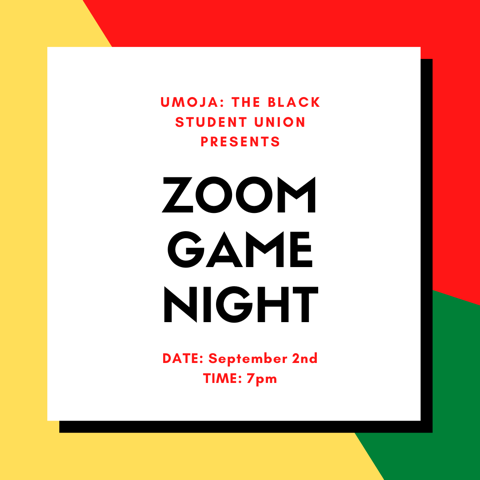 UMOJA: THE BLACK
STUDENT UNION
PRESENTS
ZOOM
GAME
NIGHT
DATE: September 2nd
TIME: 7pm